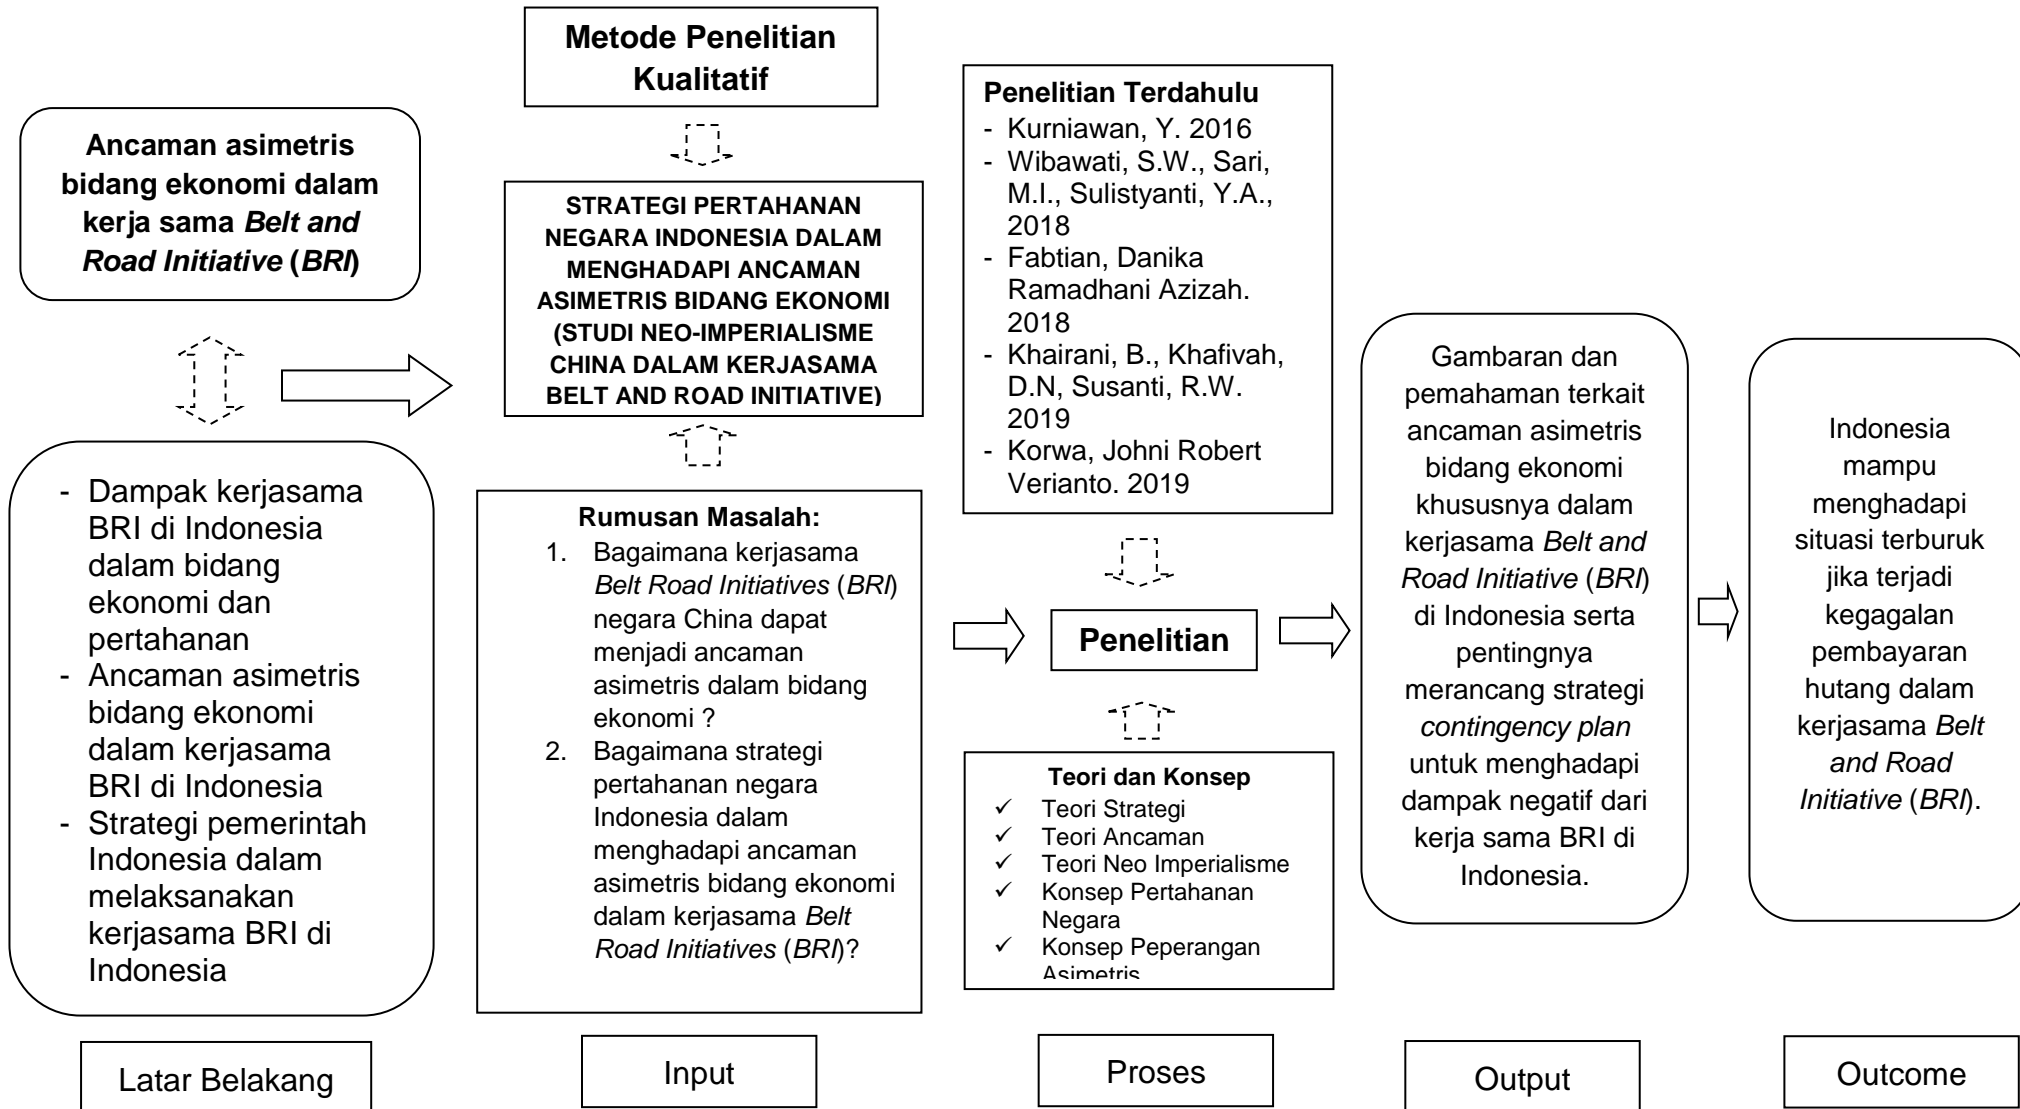 Ancaman asimetris
bidang ekonomi dalam
kerja sama Belt and
Road Initiative (BRI)
- Dampak kerjasama
BRI di Indonesia
dalam bidang
ekonomi dan
pertahanan
- Ancaman asimetris
bidang ekonomi
dalam kerjasama
BRI di Indonesia
- Strategi pemerintah
Indonesia dalam
melaksanakan
kerjasama BRI di
Indonesia
Latar Belakang
Metode Penelitian
Kualitatif
STRATEGI PERTAHANAN
NEGARA INDONESIA DALAM
MENGHADAPI ANCAMAN
ASIMETRIS BIDANG EKONOMI
(STUDI NEO-IMPERIALISME
CHINA DALAM KERJASAMA
BELT AND ROAD INITIATIVE)
Rumusan Masalah:
1. Bagaimana kerjasama
Belt Road Initiatives (BRI)
negara China dapat
menjadi ancaman
asimetris dalam bidang
ekonomi ?
2. Bagaimana strategi
pertahanan negara
Indonesia dalam
menghadapi ancaman
asimetris bidang ekonomi
dalam kerjasama Belt
Road Initiatives (BRI)?
Input
Penelitian Terdahulu
- Kurniawan, Y. 2016
- Wibawati, S.W., Sari,
M.I., Sulistyanti, Y.A.,
2018
- Fabtian, Danika
Ramadhani Azizah.
2018
- Khairani, B., Khafivah,
D.N, Susanti, R.W.
2019
- Korwa, Johni Robert
Verianto. 2019
Penelitian
Teori dan Konsep
✓ Teori Strategi
✓ Teori Ancaman
✓ Teori Neo Imperialisme
✓ Konsep Pertahanan
Negara
✓ Konsep Peperangan
Asimetris
Proses
Gambaran dan
pemahaman terkait
ancaman asimetris
bidang ekonomi
khususnya dalam
kerjasama Belt and
Road Initiative (BRI)
di Indonesia serta
pentingnya
merancang strategi
contingency plan
untuk menghadapi
dampak negatif dari
kerja sama BRI di
Indonesia.
Output
Indonesia
mampu
menghadapi
situasi terburuk
jika terjadi
kegagalan
pembayaran
hutang dalam
kerjasama Belt
and Road
Initiative (BRI).
Outcome